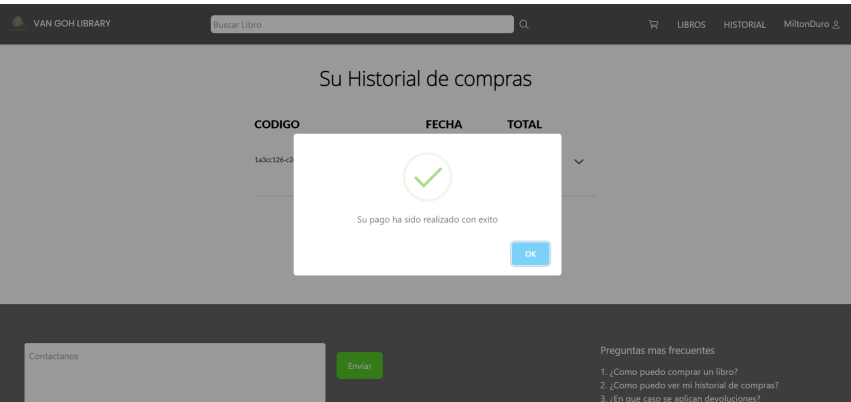 VAN GOH LIBRARY
Buscar Libro
LIBROS
HISTORIAL
MiltonDuro
Su Historial de compras
CODIGO FECHA TOTAL
1a3cc126-c2
Su pago ha sido realizado con exito
OK
Contactanos
Enviar
Preguntas mas frecuentes
1. ¿Como puedo comprar un libro?
2. ¿Como puedo ver mi historial de compras?
3. ¿En que caso se aplican devoluciones?